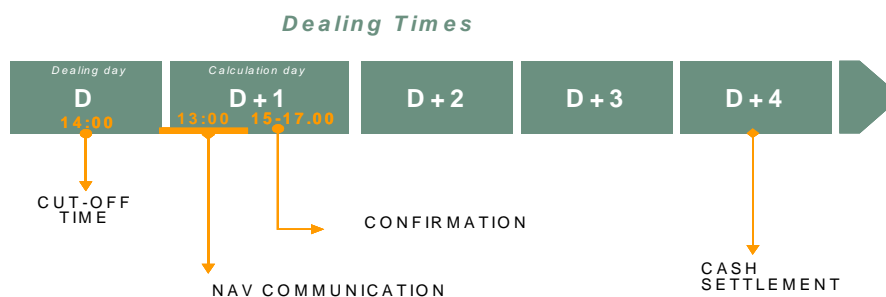 Dealing Times
Dealing day
Calculation day
D
D+1
D+2
D+3
D+4
14:00
13:00
15-17.00
CUT-OFF
TIME
CONFIRMATION
NAV COMMUNICATION
CASH
SETTLEMENT